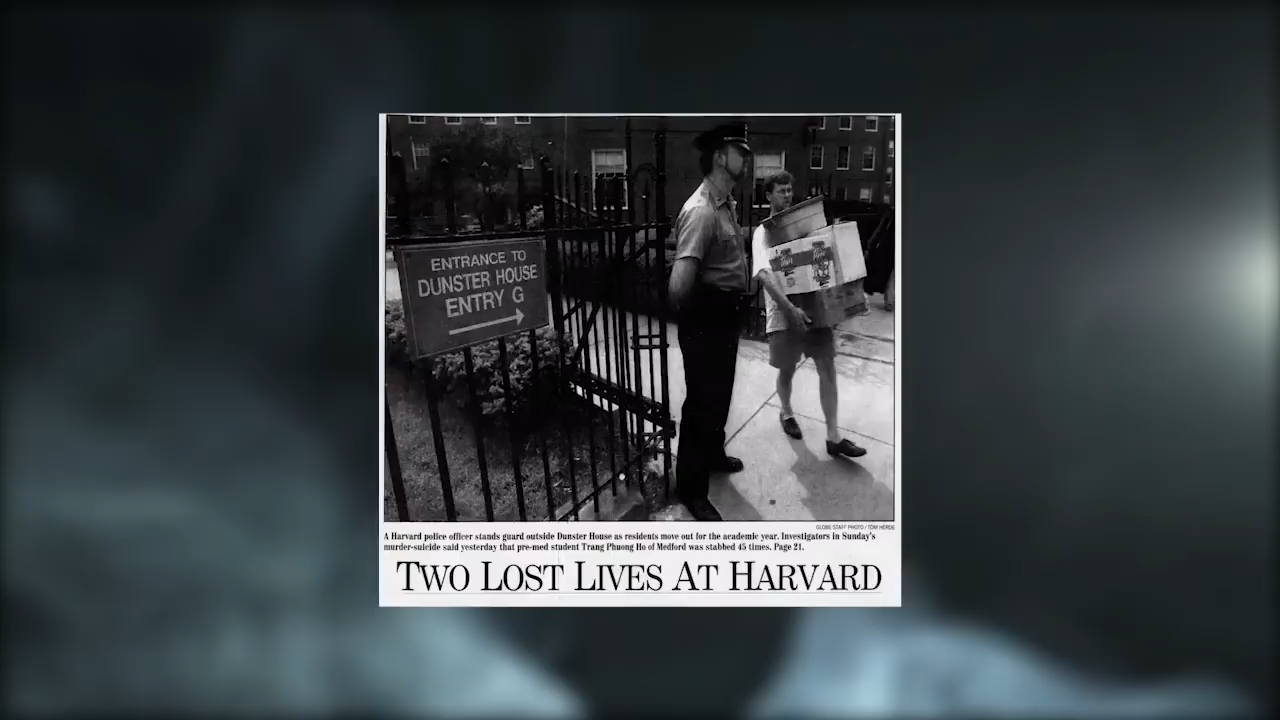 ENTRANCE TO
DUNSTER HOUSE
ENTRY G
GLOBE STAFF PHOTO / TOM HERDE
A Harvard police officer stands guard outside Dunster House as residents move out for the academic year. Investigators in Sunday's
murder-suicide said yesterday that pre-med student Trang Phuong Ho of Medford was stabbed 45 times. Page 21.
TWO LOST LIVES AT HARVARD